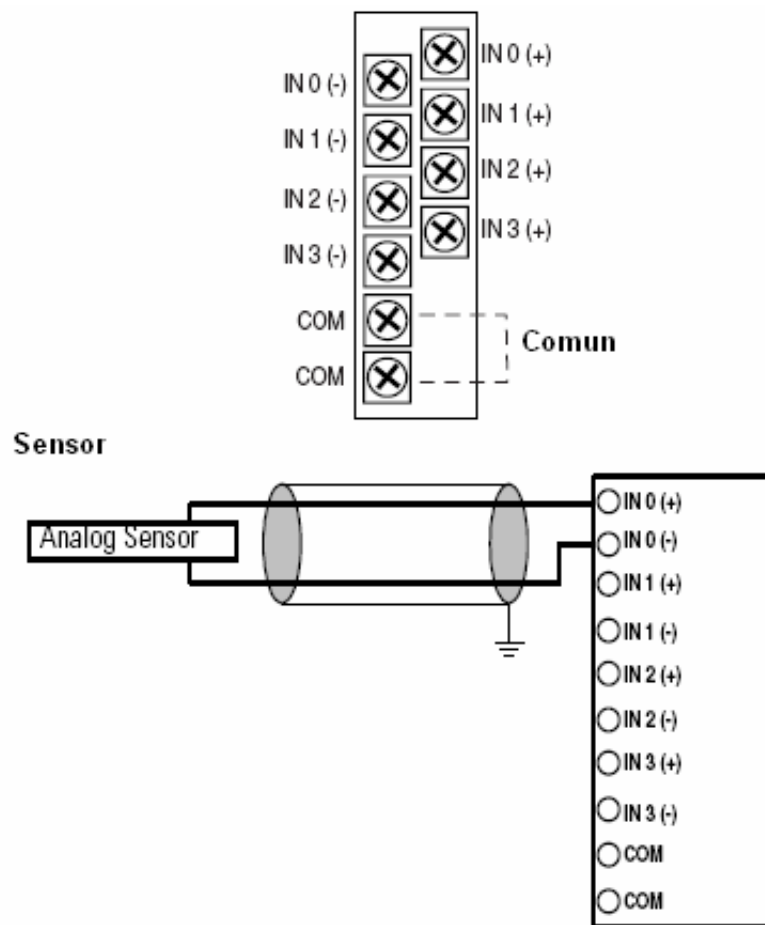 IN 0 (+)
IN 0 (-)
IN 1 (+)
IN 1 (-)
IN 2 (+)
IN 2 (-)
IN 3 (+)
IN 3 (-)
COM
Comun
COM
Sensor
Analog Sensor
IN 0 (+)
IN 0 (-)
IN 1 (+)
IN 1 (-)
IN 2 (+)
IN 2 (-)
IN 3 (+)
IN 3 (-)
COM
COM